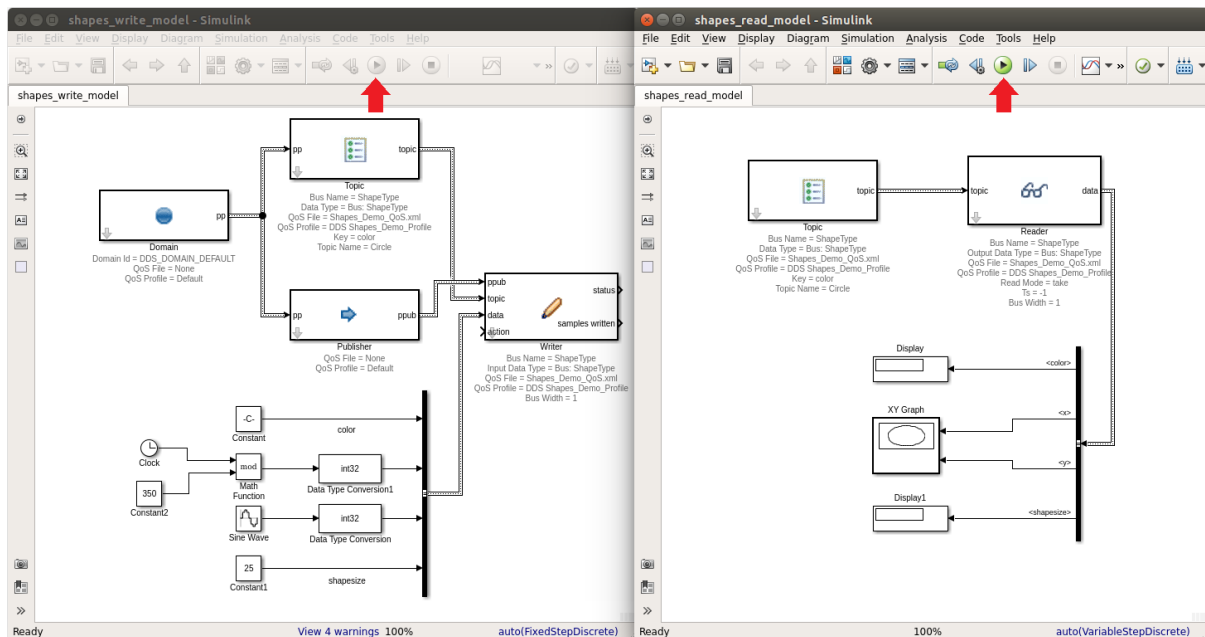 shapes_write_model - Simulink
File Edit View Display Diagram Simulation Analysis Code Tools Help
shapes_write_model
pp
topic
Topic
Bus Name = ShapeType
Data Type = Bus: ShapeType
QoS File = Shapes_Demo_QoS.xml
QoS Profile = DDS Shapes_Demo_Profile
Key = color
Topic Name = Circle
pp
Domain
Domain Id = DDS_DOMAIN_DEFAULT
QoS File = None
QoS Profile = Default
pp
ppub
Publisher
QoS File = None
QoS Profile = Default
ppub
topic
data
action
status
samples written
Writer
Bus Name = ShapeType
Input Data Type = Bus: ShapeType
QoS File = Shapes_Demo_QoS.xml
QoS Profile = DDS Shapes_Demo_Profile
Bus Width = 1
-C-
Constant
color
Clock
mod
Math
Function
int32
Data Type Conversion1
350
Constant2
Sine Wave
int32
Data Type Conversion
25
Constant1
shapesize
Ready
View 4 warnings
100%
auto(FixedStepDiscrete)
shapes_read_model - Simulink
File Edit View Display Diagram Simulation Analysis Code Tools Help
shapes_read_model
topic
Topic
Bus Name = ShapeType
Data Type = Bus: ShapeType
QoS File = Shapes_Demo_QoS.xml
QoS Profile = DDS Shapes_Demo_Profile
Key = color
Topic Name = Circle
topic
data
Reader
Bus Name = ShapeType
Output Data Type = Bus: ShapeType
QoS File = Shapes_Demo_QoS.xml
QoS Profile = DDS Shapes_Demo_Profile
Read Mode = take
Ts = -1
Bus Width = 1
Display
<color>
XY Graph
<x>
<y>
Display1
<shapesize>
Ready
100%
auto(VariableStepDiscrete)